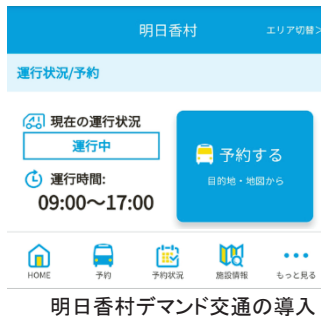 明日香村
エリア切替>
運行状況/予約
現在の運行状況
運行中
運行時間:
09:00〜17:00
予約する
目的地・地図から
HOME
予約
予約状況
施設情報
もっと見る
明日香村デマンド交通の導入